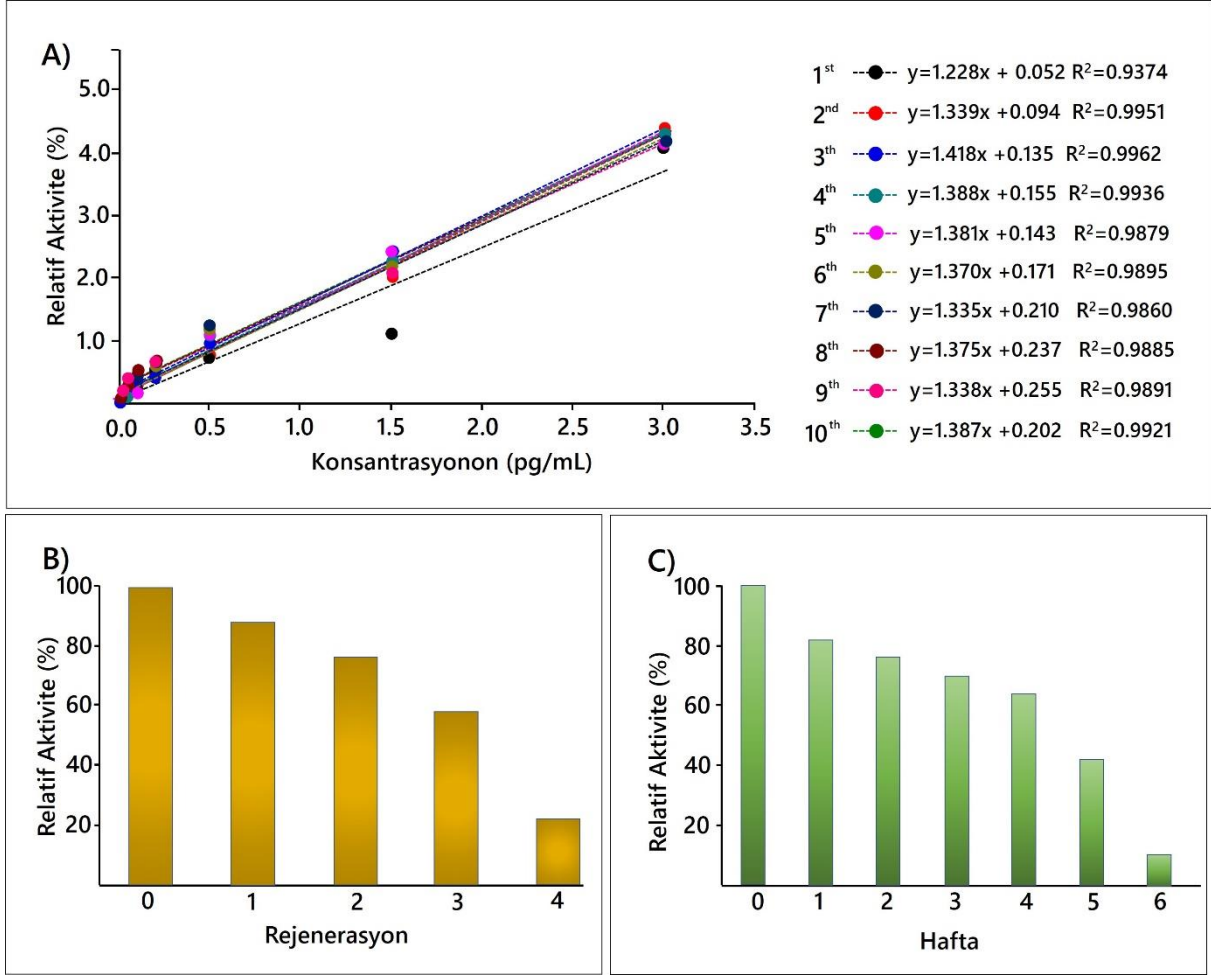 A)
Relatif Aktivite (%)
5.0
4.0
3.0
2.0
1.0
0.0 0.5 1.0 1.5 2.0 2.5 3.0 3.5
Konsantrasyonon (pg/mL)
1st y=1.228x + 0.052 R²=0.9374
2nd y=1.339x +0.094 R²=0.9951
3th y=1.418x +0.135 R²=0.9962
4th y=1.388x +0.155 R²=0.9936
5th y=1.381x +0.143 R²=0.9879
6th y=1.370x +0.171 R²=0.9895
7th y=1.335x +0.210 R²=0.9860
8th y=1.375x +0.237 R²=0.9885
9th y=1.338x +0.255 R²=0.9891
10th y=1.387x +0.202 R²=0.9921
B)
Relatif Aktivite (%)
100
80
60
40
20
0 1 2 3 4
Rejenerasyon
C)
Relatif Aktivite (%)
100
80
60
40
20
0 1 2 3 4 5 6
Hafta